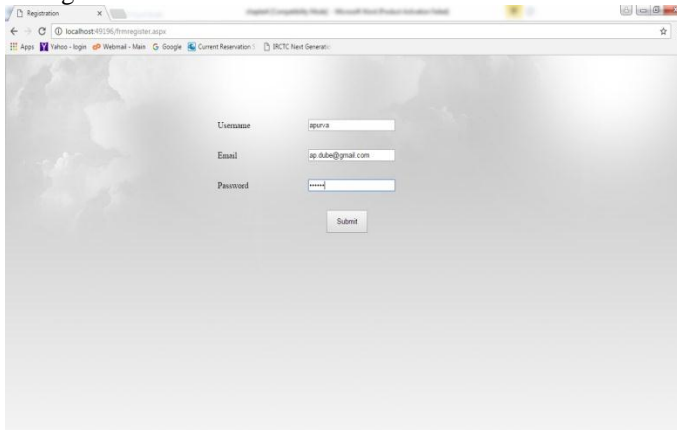 Registration
localhost:49196/frmregister.aspx
Apps Yahoo - login Webmail - Main Google Current Reservation S IRCTC Next Generatio
Username apurva
Email ap.dube@gmail.com
Password ••••••
Submit